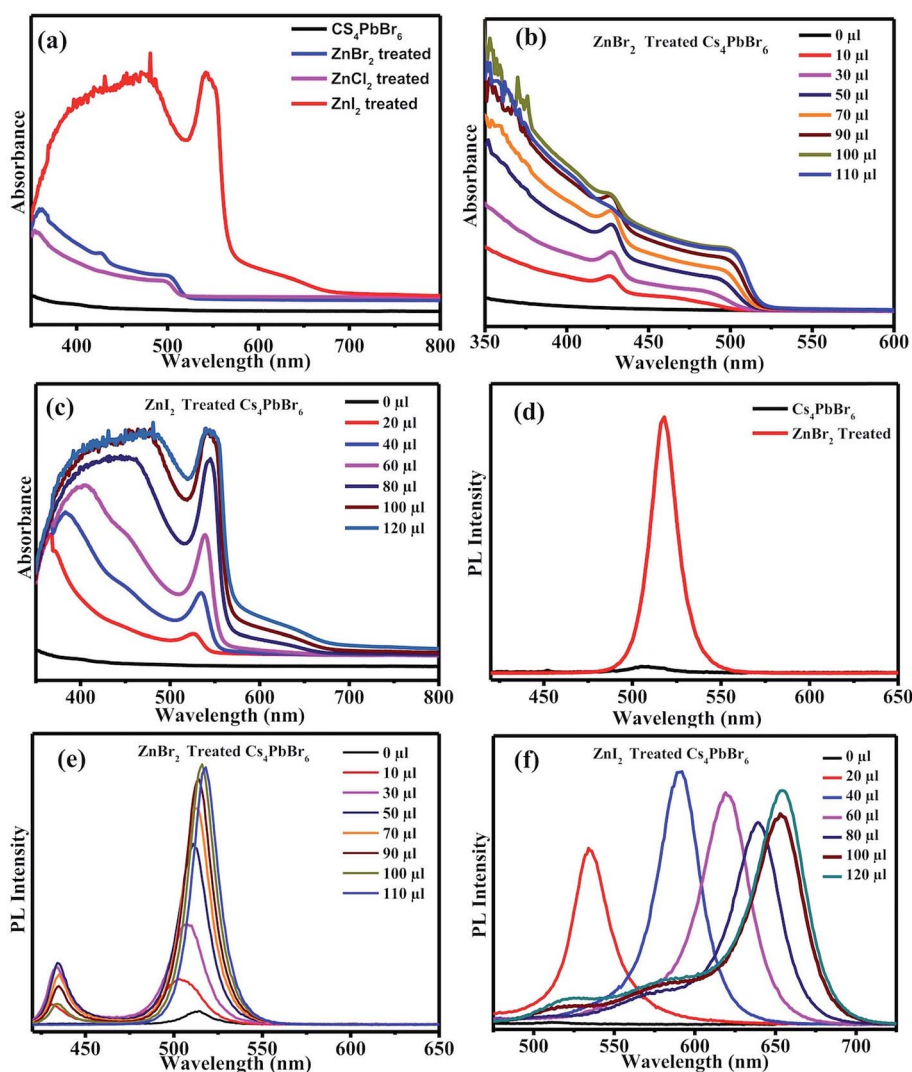 (a)
CS₄PbBr₆
ZnBr₂ treated
ZnCl₂ treated
ZnI₂ treated
Absorbance
400 500 600 700 800
Wavelength (nm)
(b)
ZnBr₂ Treated Cs₄PbBr₆
0 µl
10 µl
30 µl
50 µl
70 µl
90 µl
100 µl
110 µl
Absorbance
350 400 450 500 550 600
Wavelength (nm)
(c)
ZnI₂ Treated Cs₄PbBr₆
0 µl
20 µl
40 µl
60 µl
80 µl
100 µl
120 µl
Absorbance
400 500 600 700 800
Wavelength (nm)
(d)
Cs₄PbBr₆
ZnBr₂ Treated
PL Intensity
450 500 550 600 650
Wavelength (nm)
(e)
ZnBr₂ Treated Cs₄PbBr₆
0 µl
10 µl
30 µl
50 µl
70 µl
90 µl
100 µl
110 µl
PL Intensity
450 500 550 600 650
Wavelength (nm)
(f)
ZnI₂ Treated Cs₄PbBr₆
0 µl
20 µl
40 µl
60 µl
80 µl
100 µl
120 µl
PL Intensity
500 550 600 650 700
Wavelength (nm)